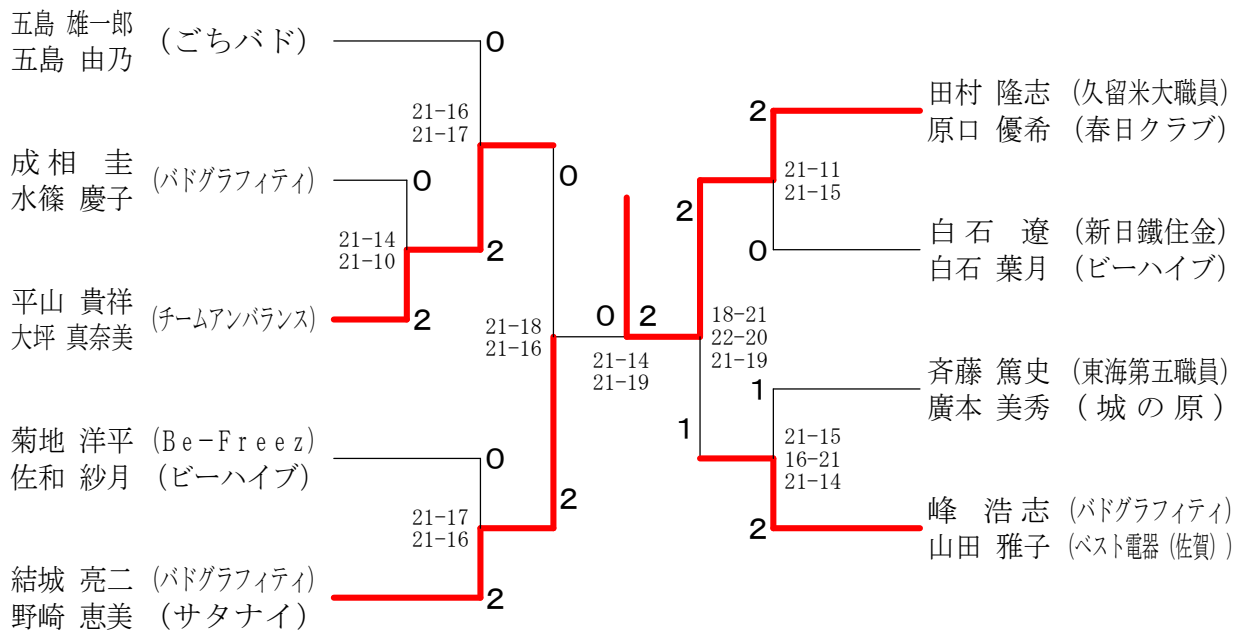 五島 雄一郎 (ごちバド)
五島 由乃
0
21-16
21-17
成相 圭 (バドグラフィティ)
水篠 慶子
0
0
21-14
21-10
2
平山 貴祥 (チームアンバランス)
大坪 真奈美
2
21-18
21-16
0
2
21-14
21-19
菊地 洋平 (Be-Freez)
佐和 紗月 (ビーハイブ)
0
2
21-17
21-16
結城 亮二 (バドグラフィティ)
野崎 恵美 (サタナイ)
2
田村 隆志 (久留米大職員)
原口 優希 (春日クラブ)
2
21-11
21-15
2
白石 遼 (新日鐵住金)
白石 葉月 (ビーハイブ)
0
18-21
22-20
21-19
斉藤 篤史 (東海第五職員)
廣本 美秀 (城の原)
1
1
21-15
16-21
21-14
峰 浩志 (バドグラフィティ)
山田 雅子 (ベスト電器(佐賀))
2